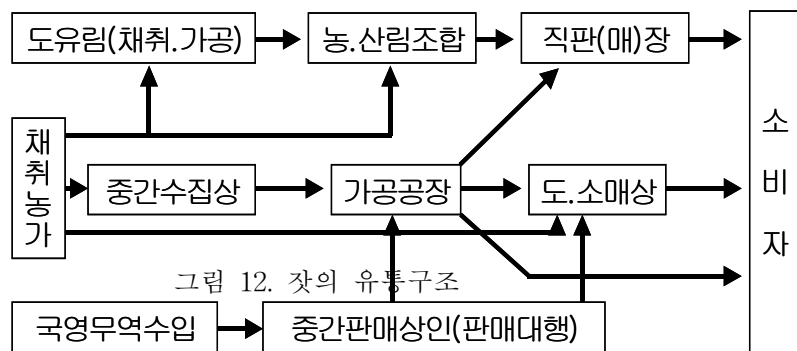 도유림(채취.가공)
농.산림조합
직판(매)장
소비자
채취농가
중간수집상
가공공장
도.소매상
그림 12. 잣의 유통구조
국영무역수입
중간판매상인(판매대행)